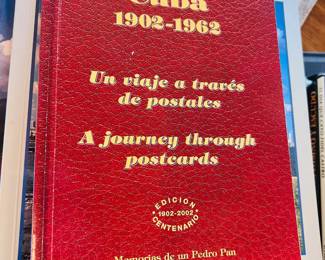 Cuba
1902-1962
Un viaje a través
de postales
A journey through
postcards
EDICION
1902-2002
CENTENARIO
Memorias de un Pedro Pan